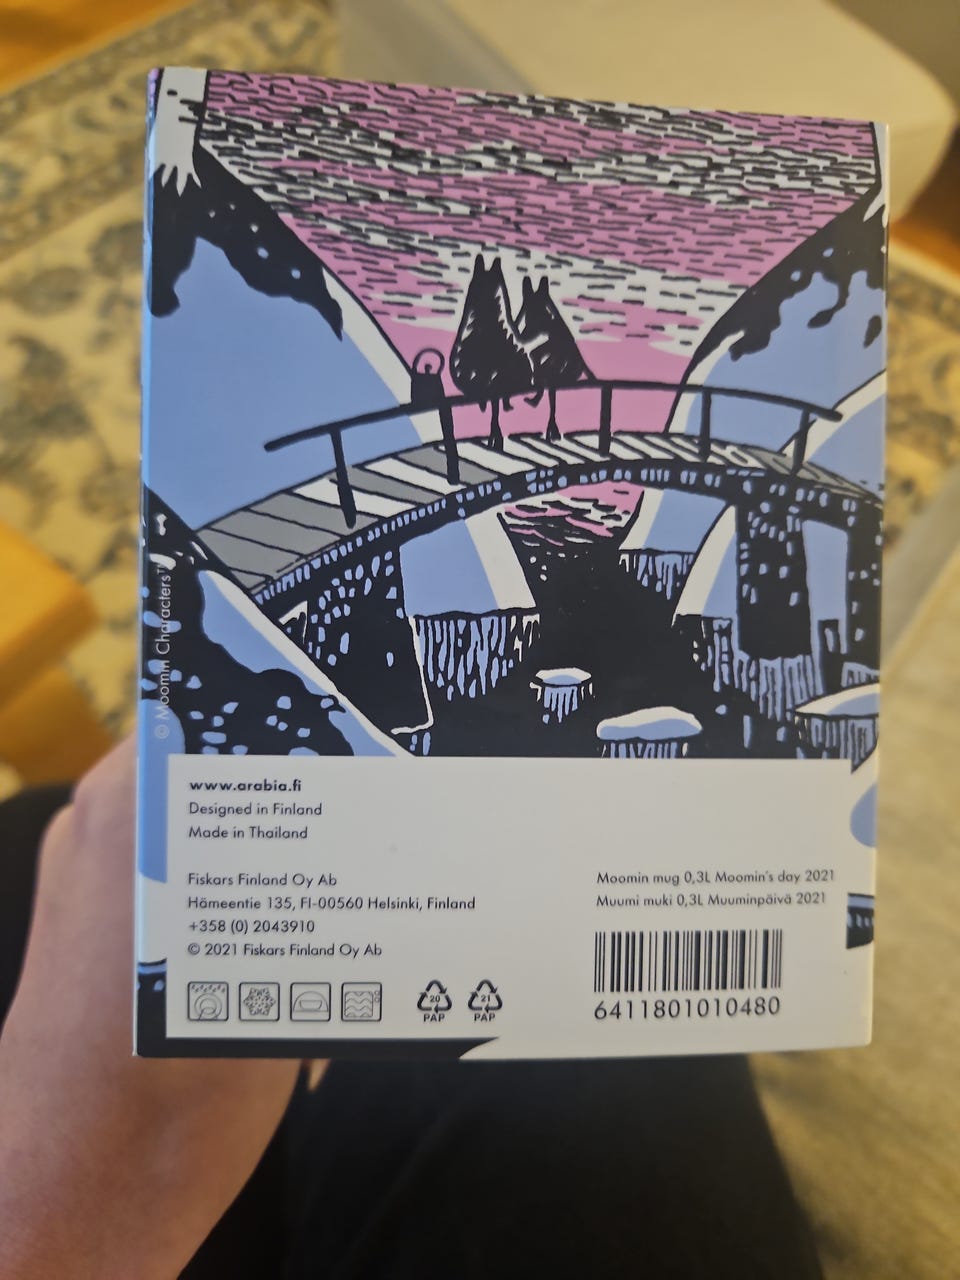 © Moomin Characters™
www.arabia.fi
Designed in Finland
Made in Thailand
Fiskars Finland Oy Ab
Hämeentie 135, FI-00560 Helsinki, Finland
+358 (0) 2043910
© 2021 Fiskars Finland Oy Ab
Moomin mug 0,3L Moomin's day 2021
Muumi muki 0,3L Muuminpäivä 2021
20
PAP
21
PAP
6411801010480